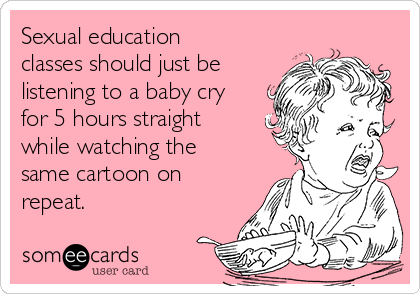 Sexual education
classes should just be
listening to a baby cry
for 5 hours straight
while watching the
same cartoon on
repeat.
someecards
user card